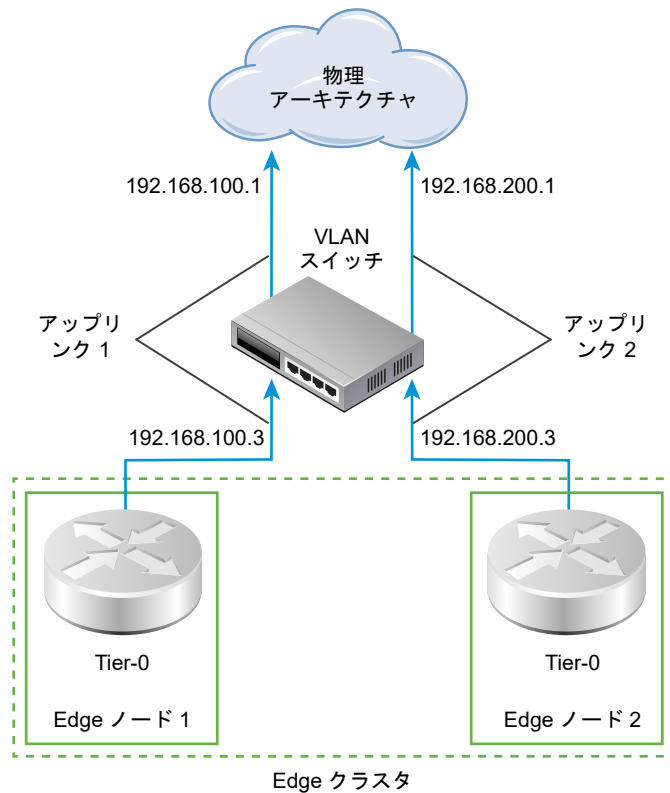 物理
アーキテクチャ
192.168.100.1
192.168.200.1
VLAN
スイッチ
アップリ
ンク 1
アップリ
ンク 2
192.168.100.3
192.168.200.3
Tier-0
Tier-0
Edge ノード 1
Edge ノード 2
Edge クラスタ